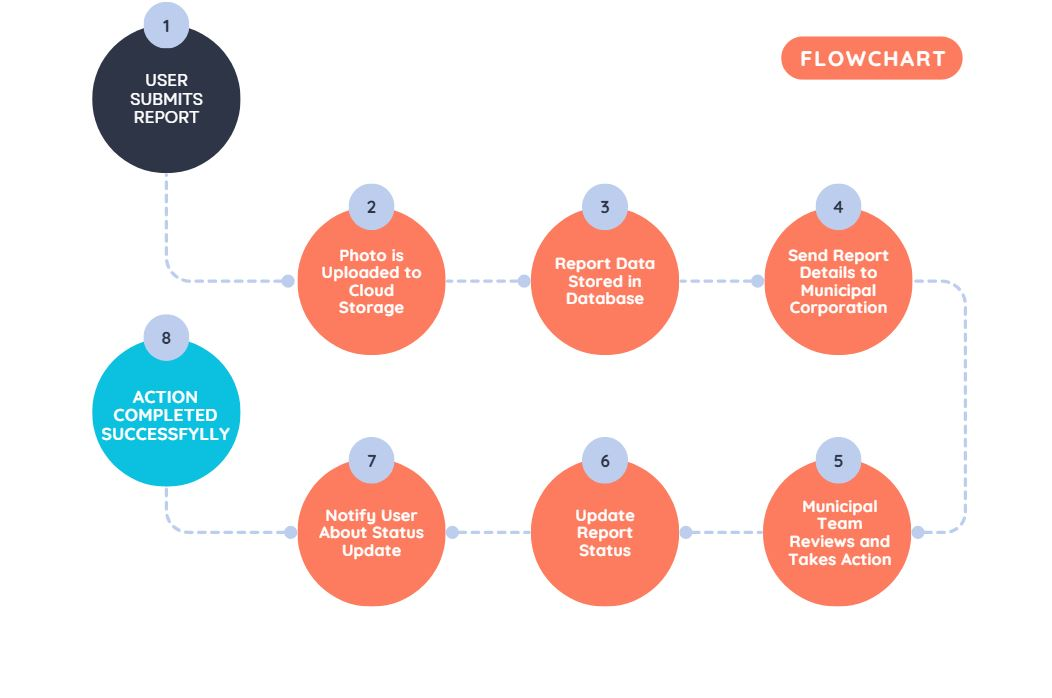 FLOWCHART
1
USER
SUBMITS
REPORT
2
Photo is
Uploaded to
Cloud
Storage
3
Report Data
Stored in
Database
4
Send Report
Details to
Municipal
Corporation
5
Municipal
Team
Reviews and
Takes Action
6
Update
Report
Status
7
Notify User
About Status
Update
8
ACTION
COMPLETED
SUCCESSFYLLY